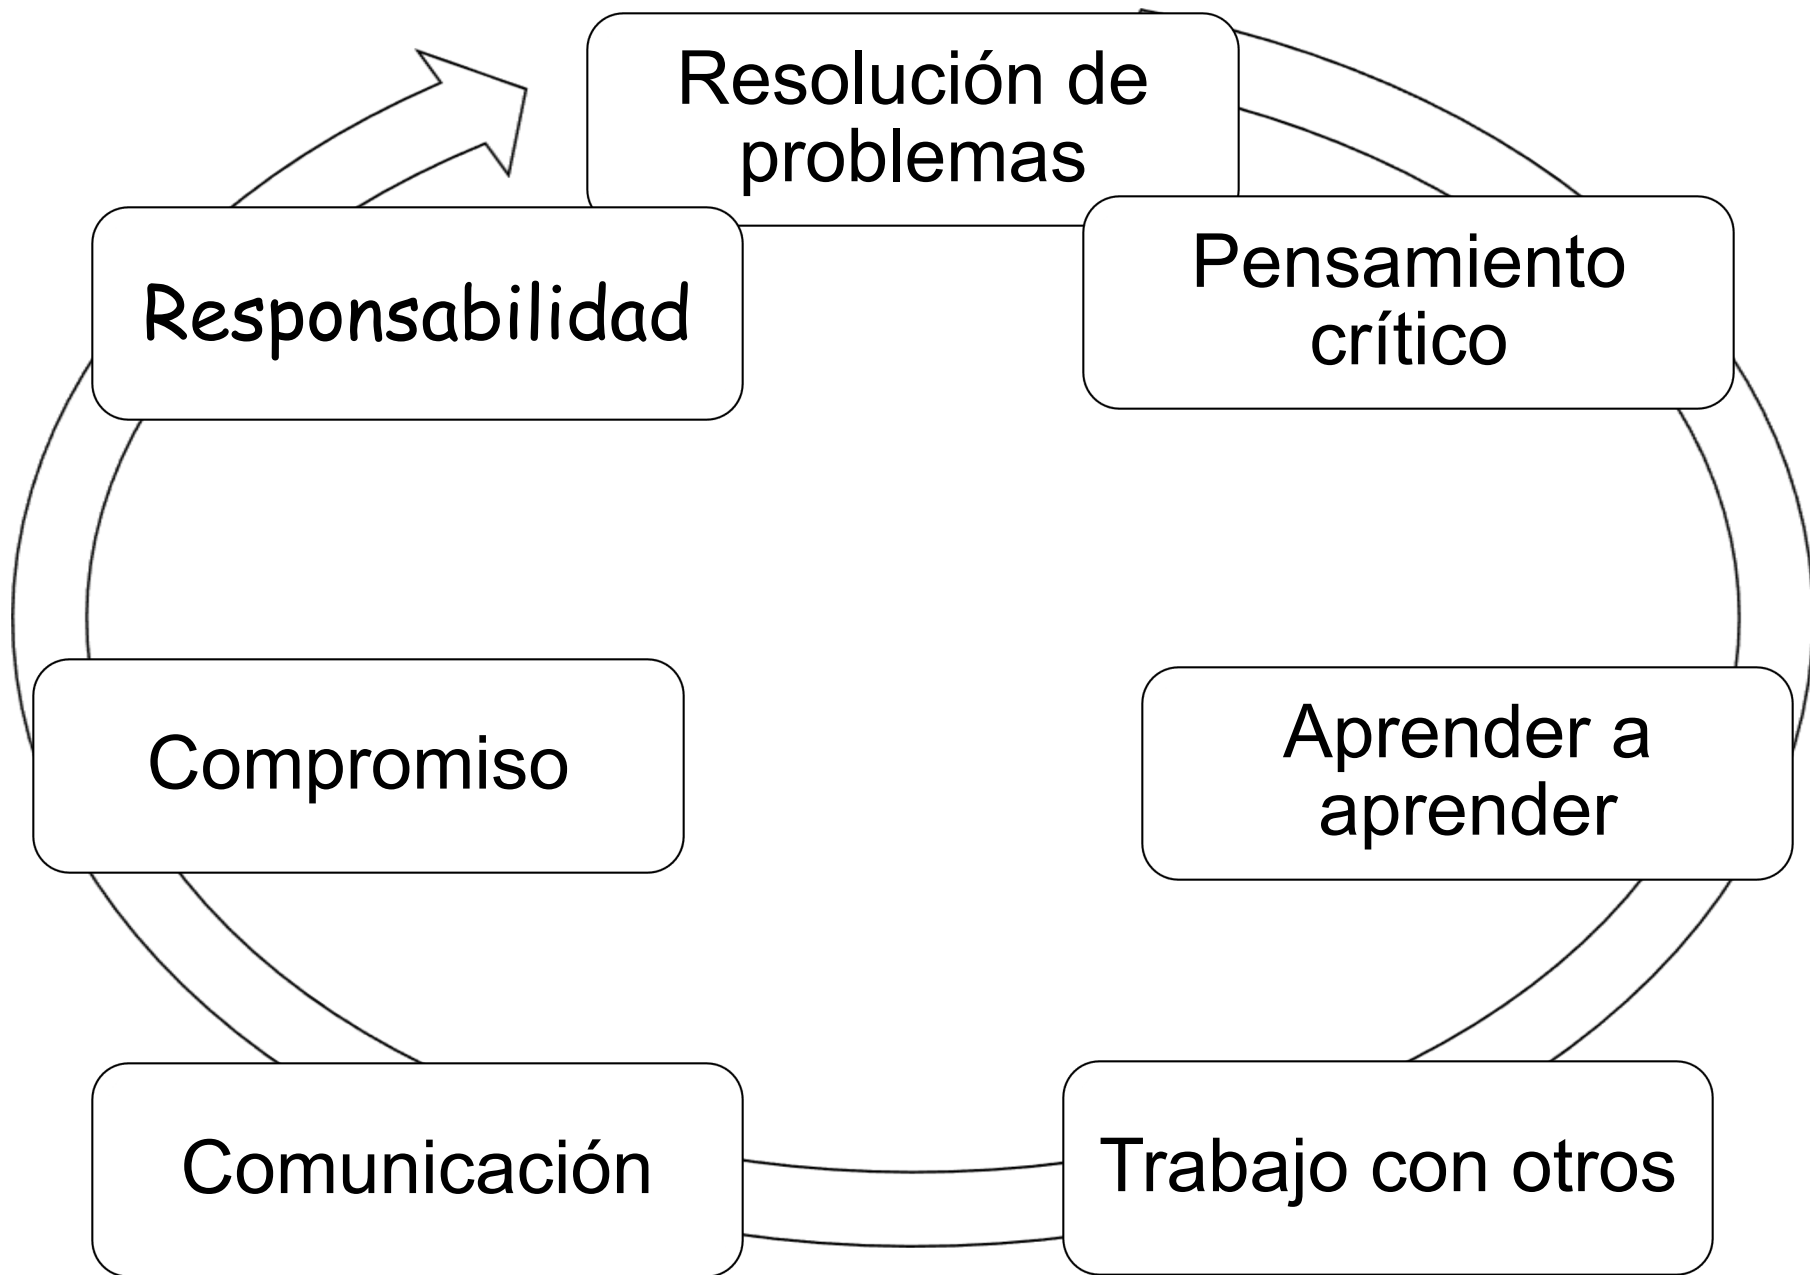 Resolución de
problemas
Pensamiento
crítico
Aprender a
aprender
Trabajo con otros
Comunicación
Compromiso
Responsabilidad